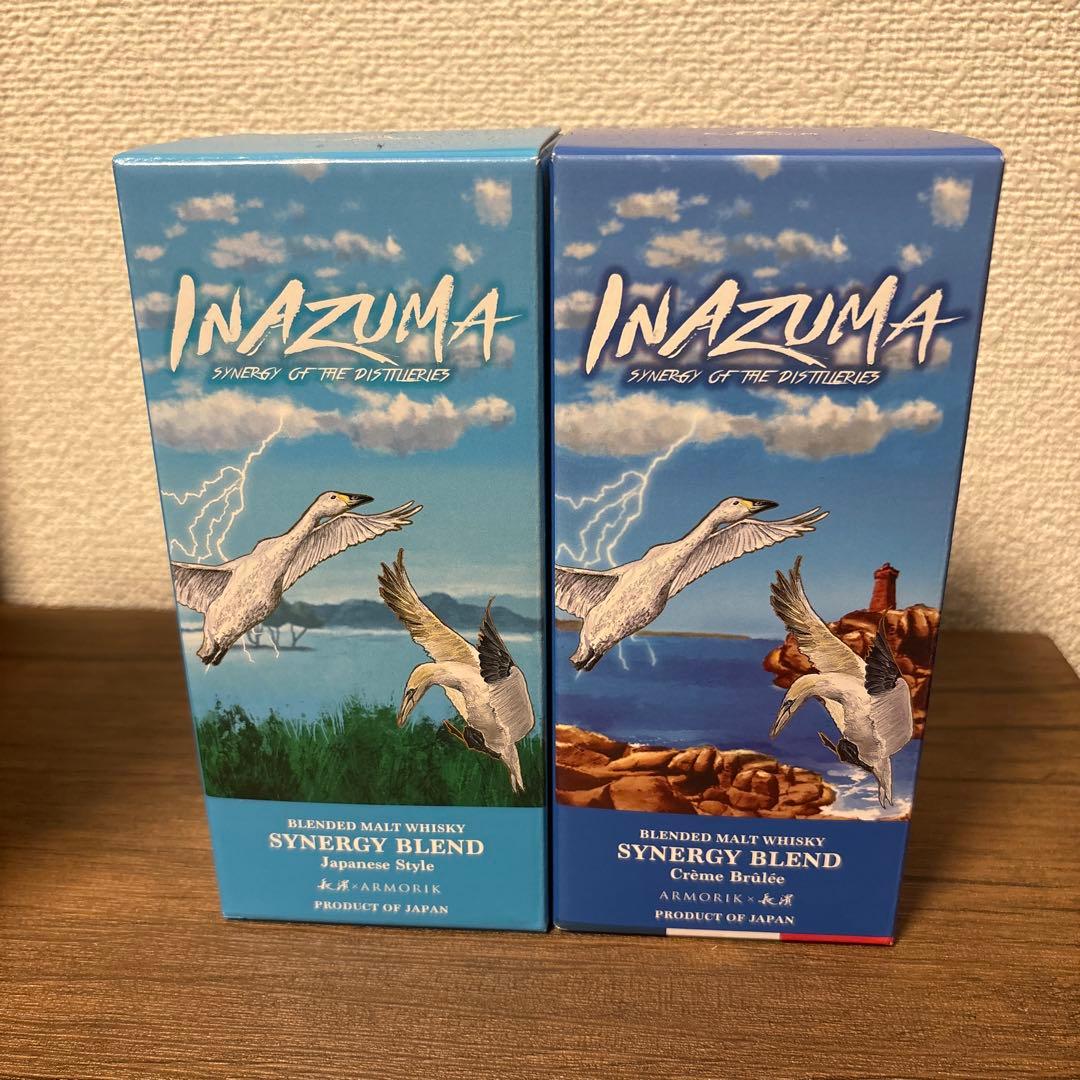 INAZUMA
SYNERGY OF THE DISTILLERIES
BLENDED MALT WHISKY
SYNERGY BLEND
Japanese Style
長濱×ARMORIK
PRODUCT OF JAPAN
INAZUMA
SYNERGY OF THE DISTILLERIES
BLENDED MALT WHISKY
SYNERGY BLEND
Crème Brûlée
ARMORIK×長濱
PRODUCT OF JAPAN